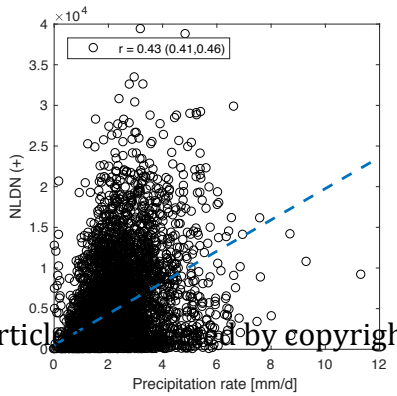 ×10⁴
4
r = 0.43 (0.41,0.46)
3.5
3
2.5
2
1.5
1
0.5
0
NLDN (+)
0 2 4 6 8 10 12
Precipitation rate [mm/d]
by copyrigh